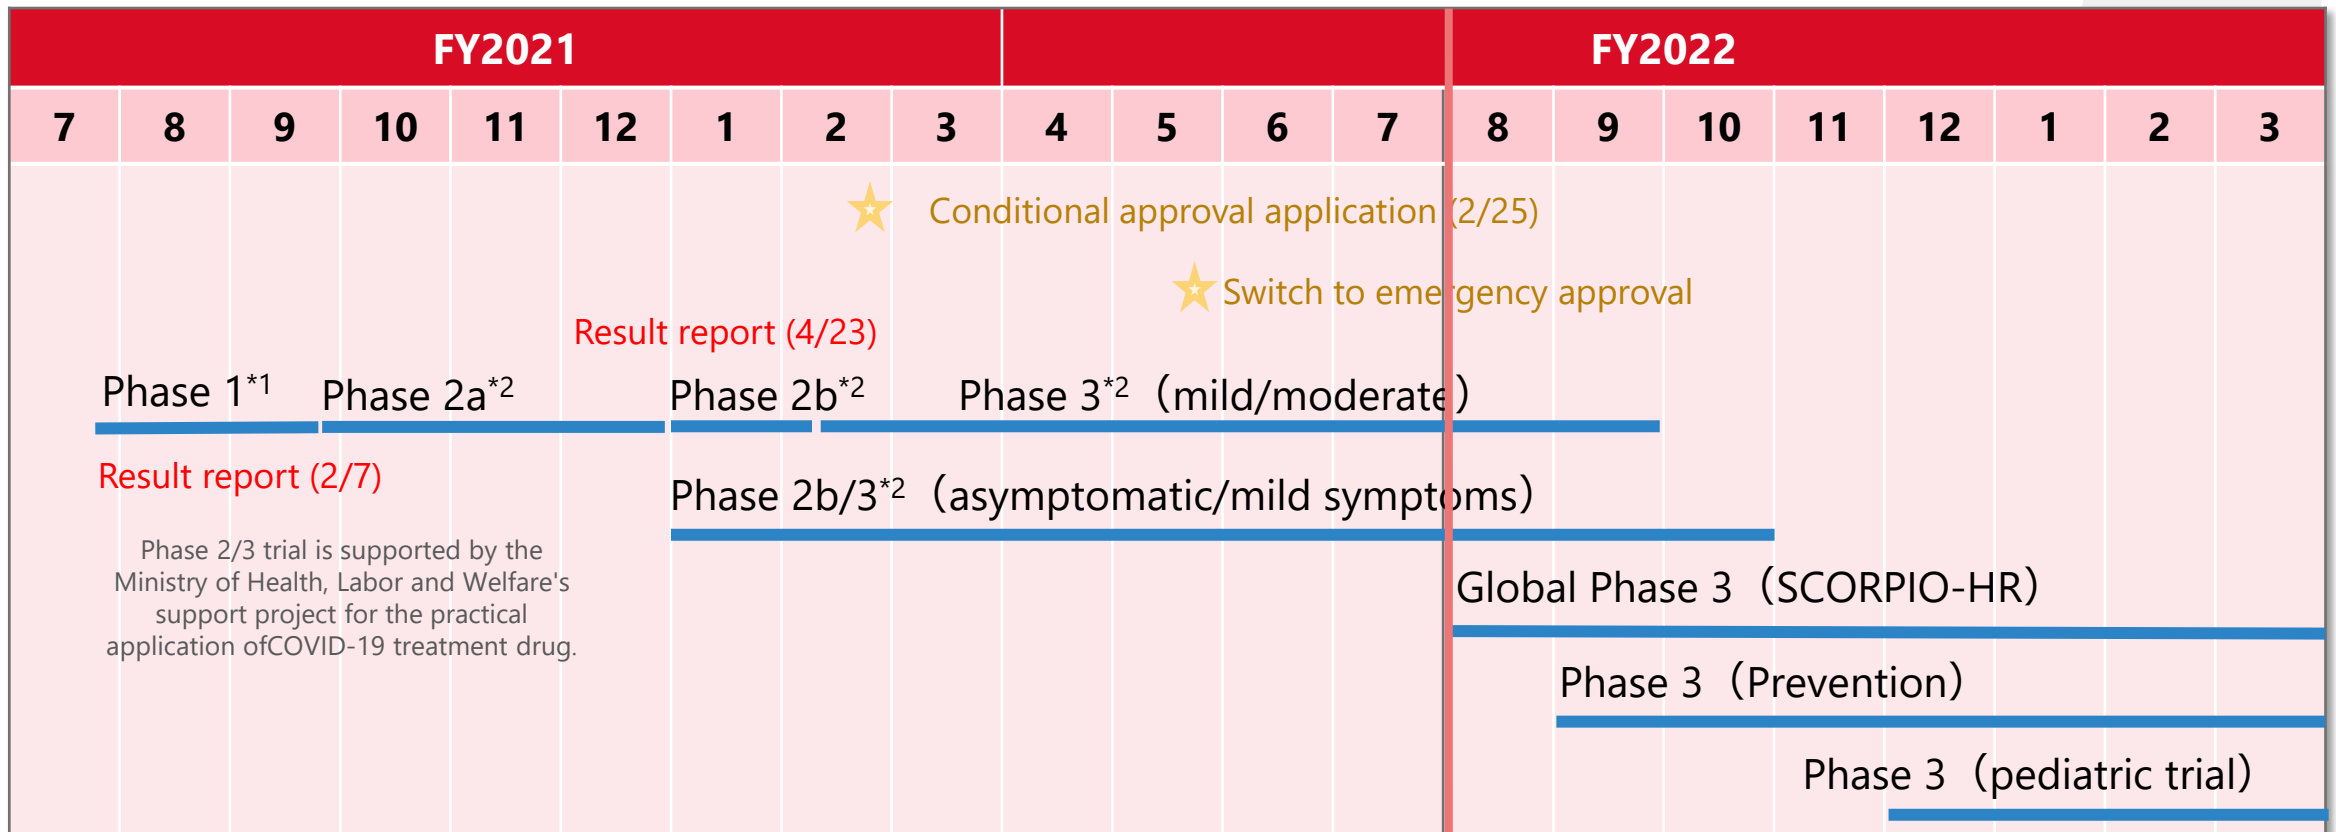 FY2021 FY2022
7 8 9 10 11 12 1 2 3 4 5 6 7 8 9 10 11 12 1 2 3
Conditional approval application (2/25)
Switch to emergency approval
Result report (4/23)
Phase 1*1 Phase 2a*2 Phase 2b*2 Phase 3*2（mild/moderate）
Result report (2/7)
Phase 2b/3*2（asymptomatic/mild symptoms）
Phase 2/3 trial is supported by the
Ministry of Health, Labor and Welfare's
support project for the practical
application ofCOVID-19 treatment drug.
Global Phase 3（SCORPIO-HR）
Phase 3（Prevention）
Phase 3（pediatric trial）